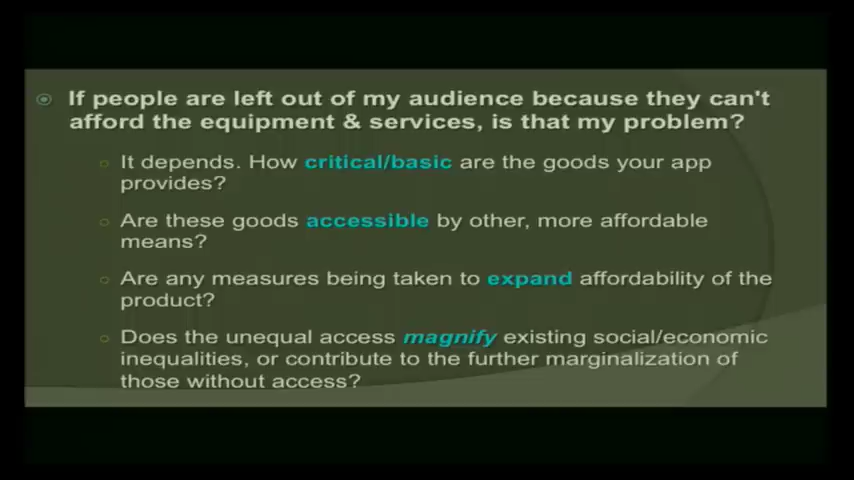 If people are left out of my audience because they can't
afford the equipment & services, is that my problem?
It depends. How critical/basic are the goods your app
provides?
Are these goods accessible by other, more affordable
means?
Are any measures being taken to expand affordability of the
product?
Does the unequal access magnify existing social/economic
inequalities, or contribute to the further marginalization of
those without access?